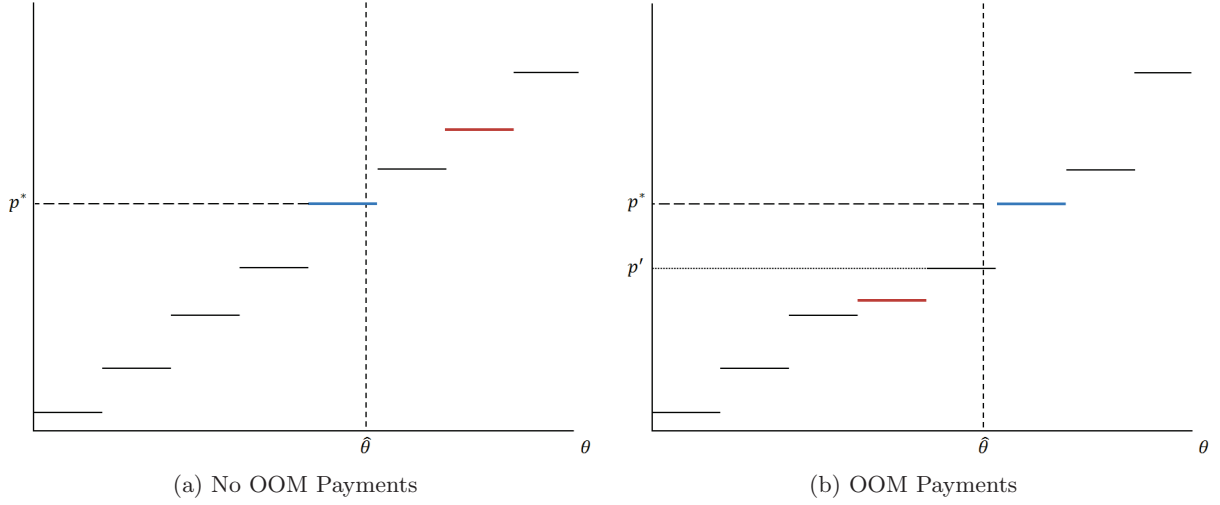 p*
θ̂
θ
(a) No OOM Payments
p*
p′
θ̂
θ
(b) OOM Payments